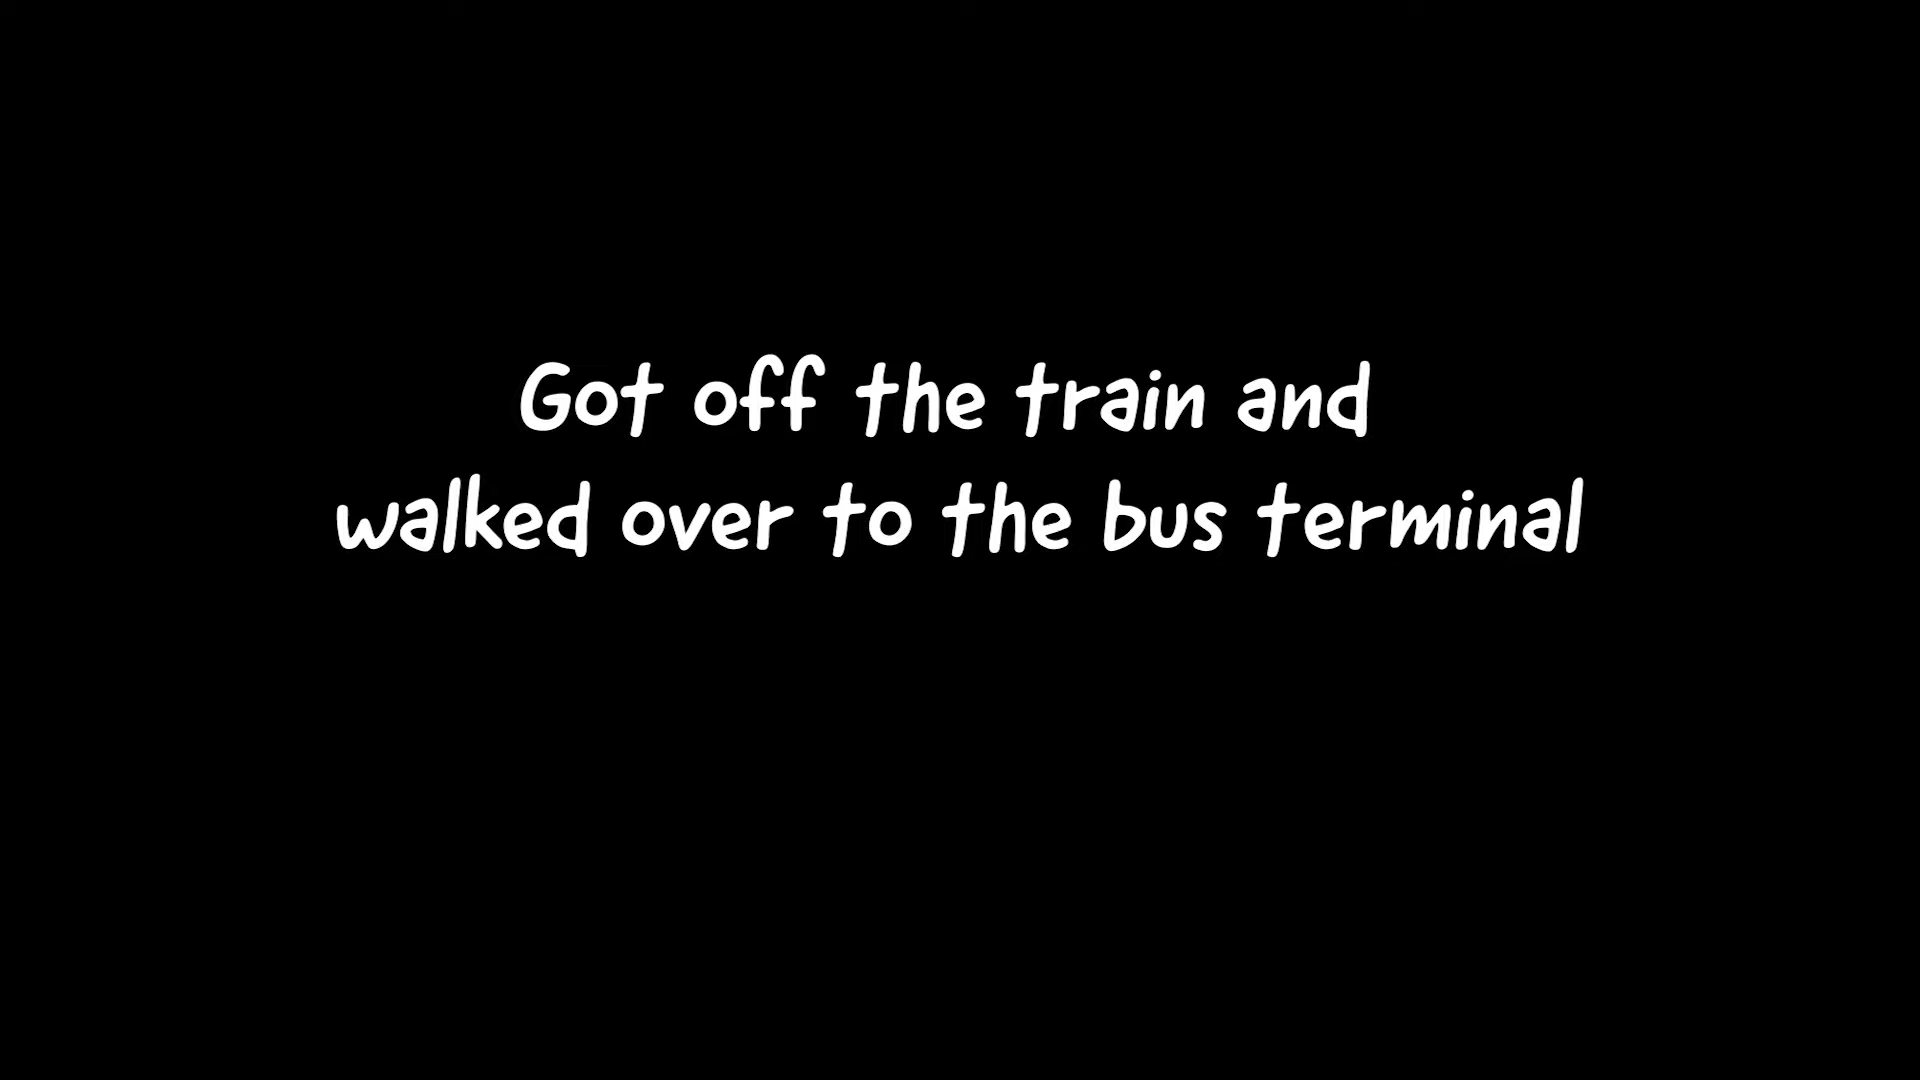 Got off the train and
walked over to the bus terminal